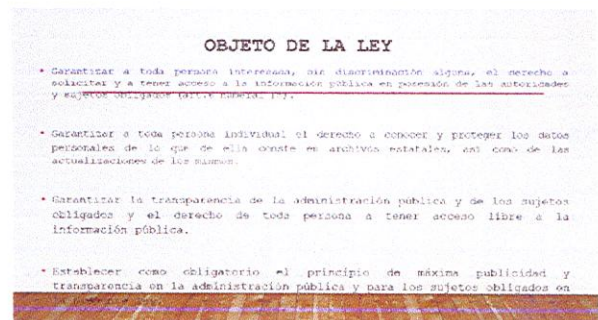 OBJETO DE LA LEY
• Garantizar a toda persona interesada, sin discriminación alguna, el derecho a
solicitar y a tener acceso a la información pública en posesión de las autoridades
y sujetos obligados
• Garantizar a toda persona individual el derecho a conocer y proteger los datos
personales de lo que de ella conste en archivos estatales, así como de las
actualizaciones de los mismos.
• Garantizar la transparencia de la administración pública y de los sujetos
obligados y el derecho de toda persona a tener acceso libre a la
información pública.
• Establecer como obligatorio el principio de máxima publicidad y
transparencia en la administración pública y para los sujetos obligados en